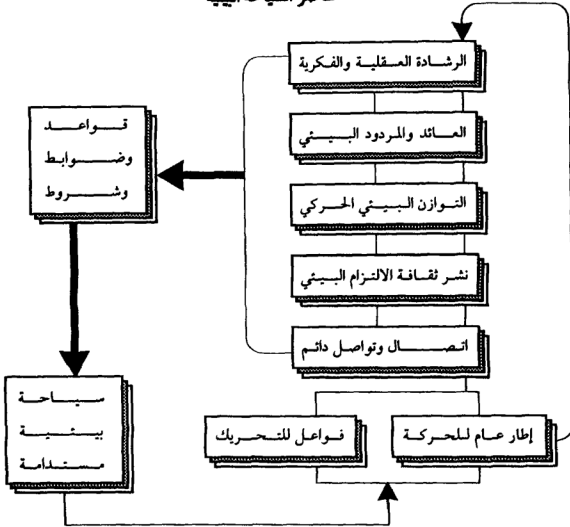 الرشادة العقلية والفكرية
العائد والمردود البيئي
التوازن البيئي الحركي
نشر ثقافة الالتزام البيئي
اتصال وتواصل دائم
إطار عام للحركة
فواعل للتحريك
قواعد
وضوابط
وشروط
سياحة
بيئية
مستدامة